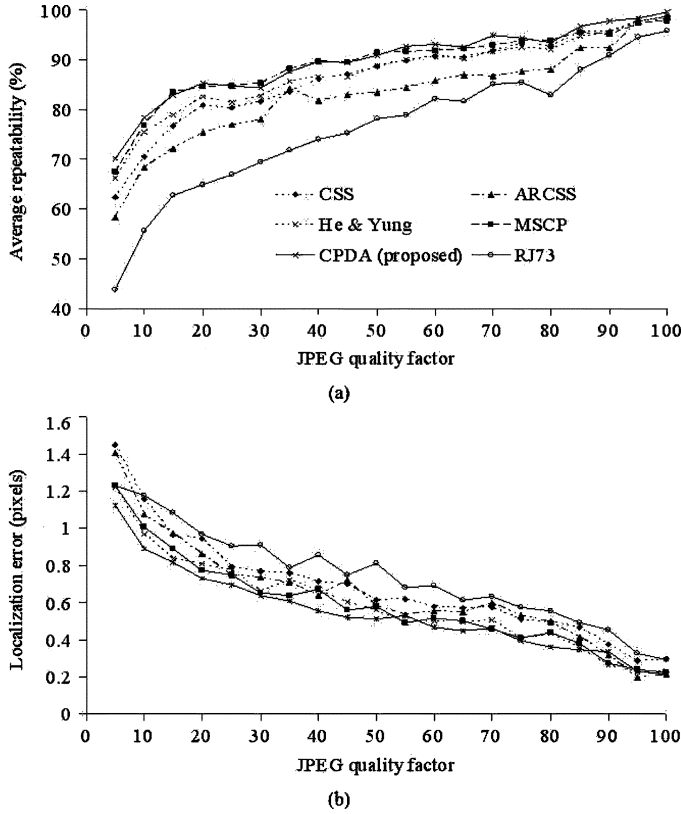 100
90
80
70
60
50
40
Average repeatability (%)
CSS
ARCSS
He & Yung
MSCP
CPDA (proposed)
RJ73
0 10 20 30 40 50 60 70 80 90 100
JPEG quality factor
(a)
1.6
1.4
1.2
1
0.8
0.6
0.4
0.2
0
Localization error (pixels)
0 10 20 30 40 50 60 70 80 90 100
JPEG quality factor
(b)